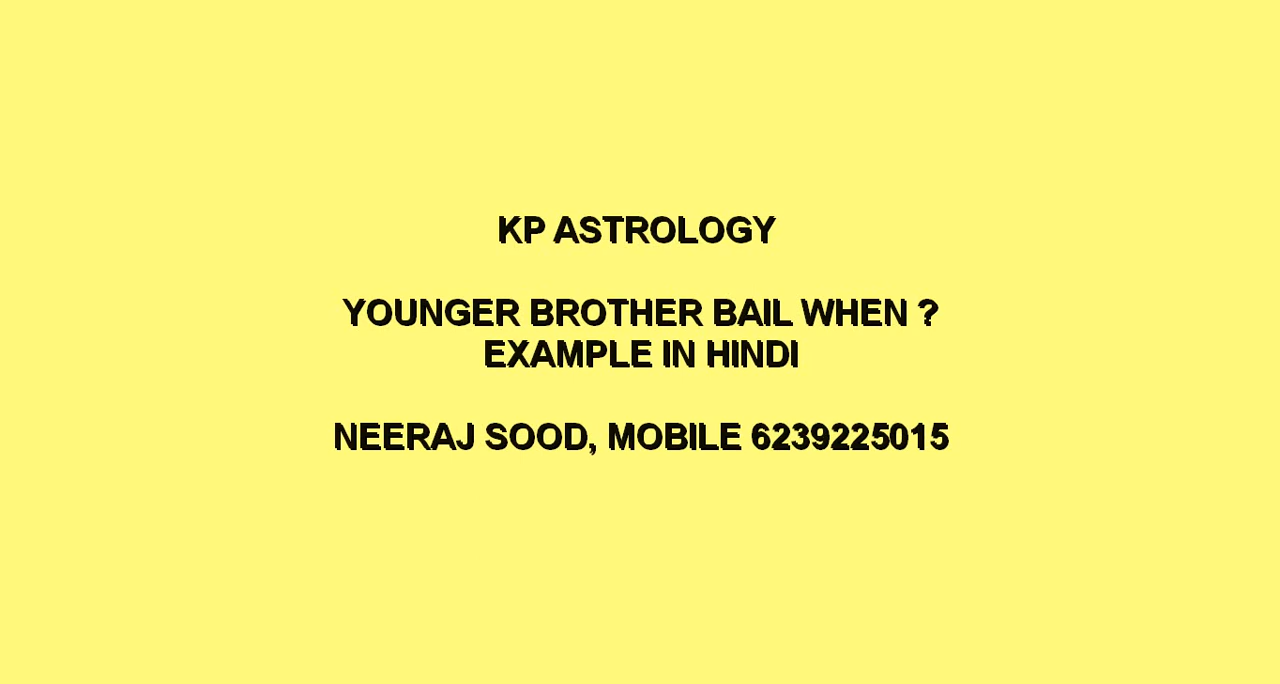 KP ASTROLOGY
YOUNGER BROTHER BAIL WHEN ?
EXAMPLE IN HINDI
NEERAJ SOOD, MOBILE 6239225015